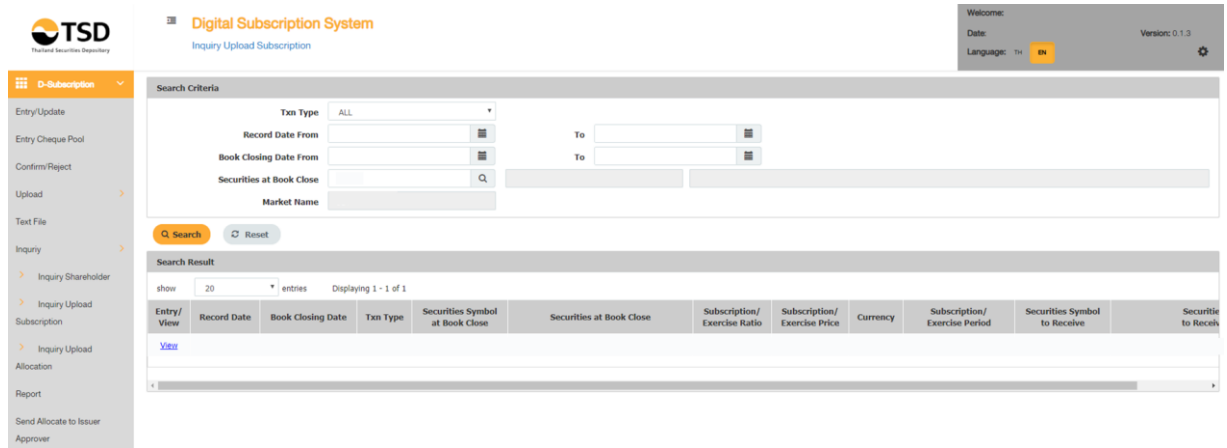 TSD
Thailand Securities Depository
Digital Subscription System
Inquiry Upload Subscription
Welcome:
Date:
Version: 0.1.3
Language: TH EN
D-Subscription
Entry/Update
Entry Cheque Pool
Confirm/Reject
Upload
Text File
Inquriy
Inquiry Shareholder
Inquiry Upload
Subscription
Inquiry Upload
Allocation
Report
Send Allocate to Issuer
Approver
Search Criteria
Txn Type ALL
Record Date From To
Book Closing Date From To
Securities at Book Close
Market Name
Search Reset
Search Result
show 20 entries Displaying 1 - 1 of 1
Entry/ View Record Date Book Closing Date Txn Type Securities Symbol at Book Close Securities at Book Close Subscription/ Exercise Ratio Subscription/ Exercise Price Currency Subscription/ Exercise Period Securities Symbol to Receive Securitie to Receiv
View